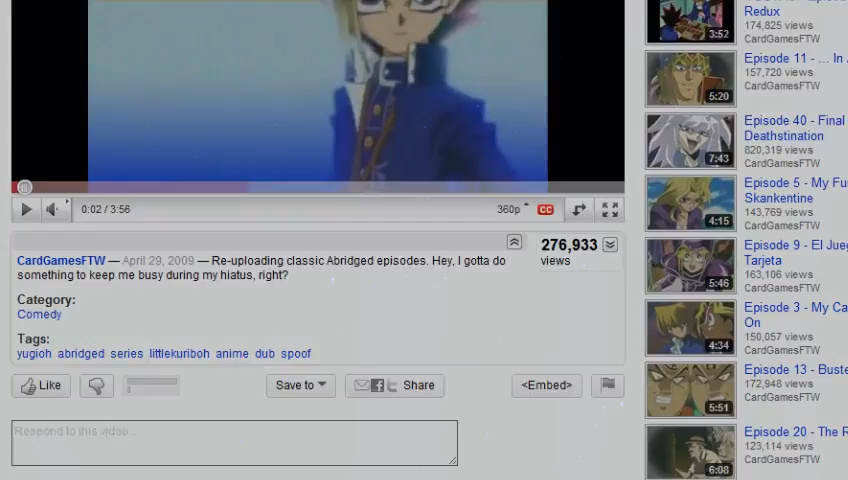 Redux
174,825 views
CardGamesFTW
3:52
Episode 11 - ... In
157,720 views
CardGamesFTW
5:20
Episode 40 - Final
Deathstination
820,319 views
CardGamesFTW
7:43
Episode 5 - My
Skankentine
143,769 views
CardGamesFTW
4:15
Episode 9 - El
Tarjeta
163,106 views
CardGamesFTW
5:46
Episode 3 - My
On
150,057 views
CardGamesFTW
4:34
Episode 13 -
172,948 views
CardGamesFTW
5:51
Episode 20 - The
123,114 views
CardGamesFTW
6:08
0:02 / 3:56
360p
CC
276,933
views
CardGamesFTW — April 29, 2009 — Re-uploading classic Abridged episodes. Hey, I gotta do
something to keep me busy during my hiatus, right?
Category:
Comedy
Tags:
yugioh abridged series littlekuriboh anime dub spoof
Like
Save to
Share
<Embed>
Respond to this video...